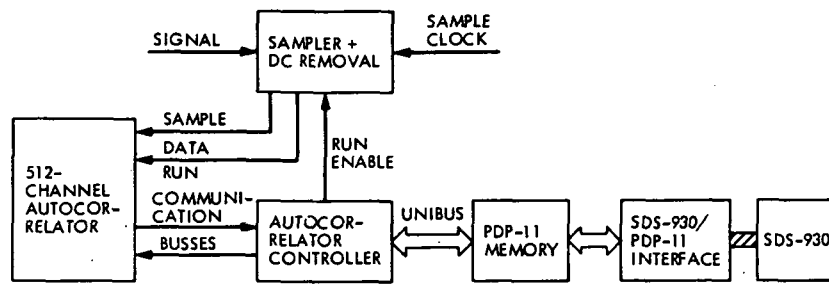 SIGNAL
SAMPLER +
DC REMOVAL
SAMPLE
CLOCK
SAMPLE
DATA
RUN
RUN
ENABLE
512-
CHANNEL
AUTOCOR-
RELATOR
COMMUNI-
CATION
BUSSES
AUTOCOR-
RELATOR
CONTROLLER
UNIBUS
PDP-11
MEMORY
SDS-930/
PDP-11
INTERFACE
SDS-930